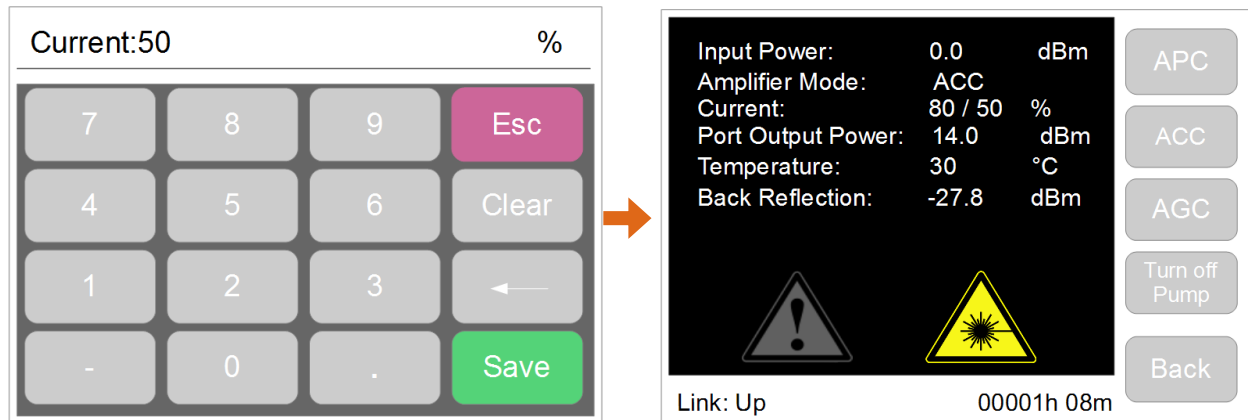 Current:50 %
7 8 9 Esc
4 5 6 Clear
1 2 3
- 0 . Save
Input Power: 0.0 dBm
Amplifier Mode: ACC
Current: 80 / 50 %
Port Output Power: 14.0 dBm
Temperature: 30 °C
Back Reflection: -27.8 dBm
Link: Up 00001h 08m
APC
ACC
AGC
Turn off
Pump
Back